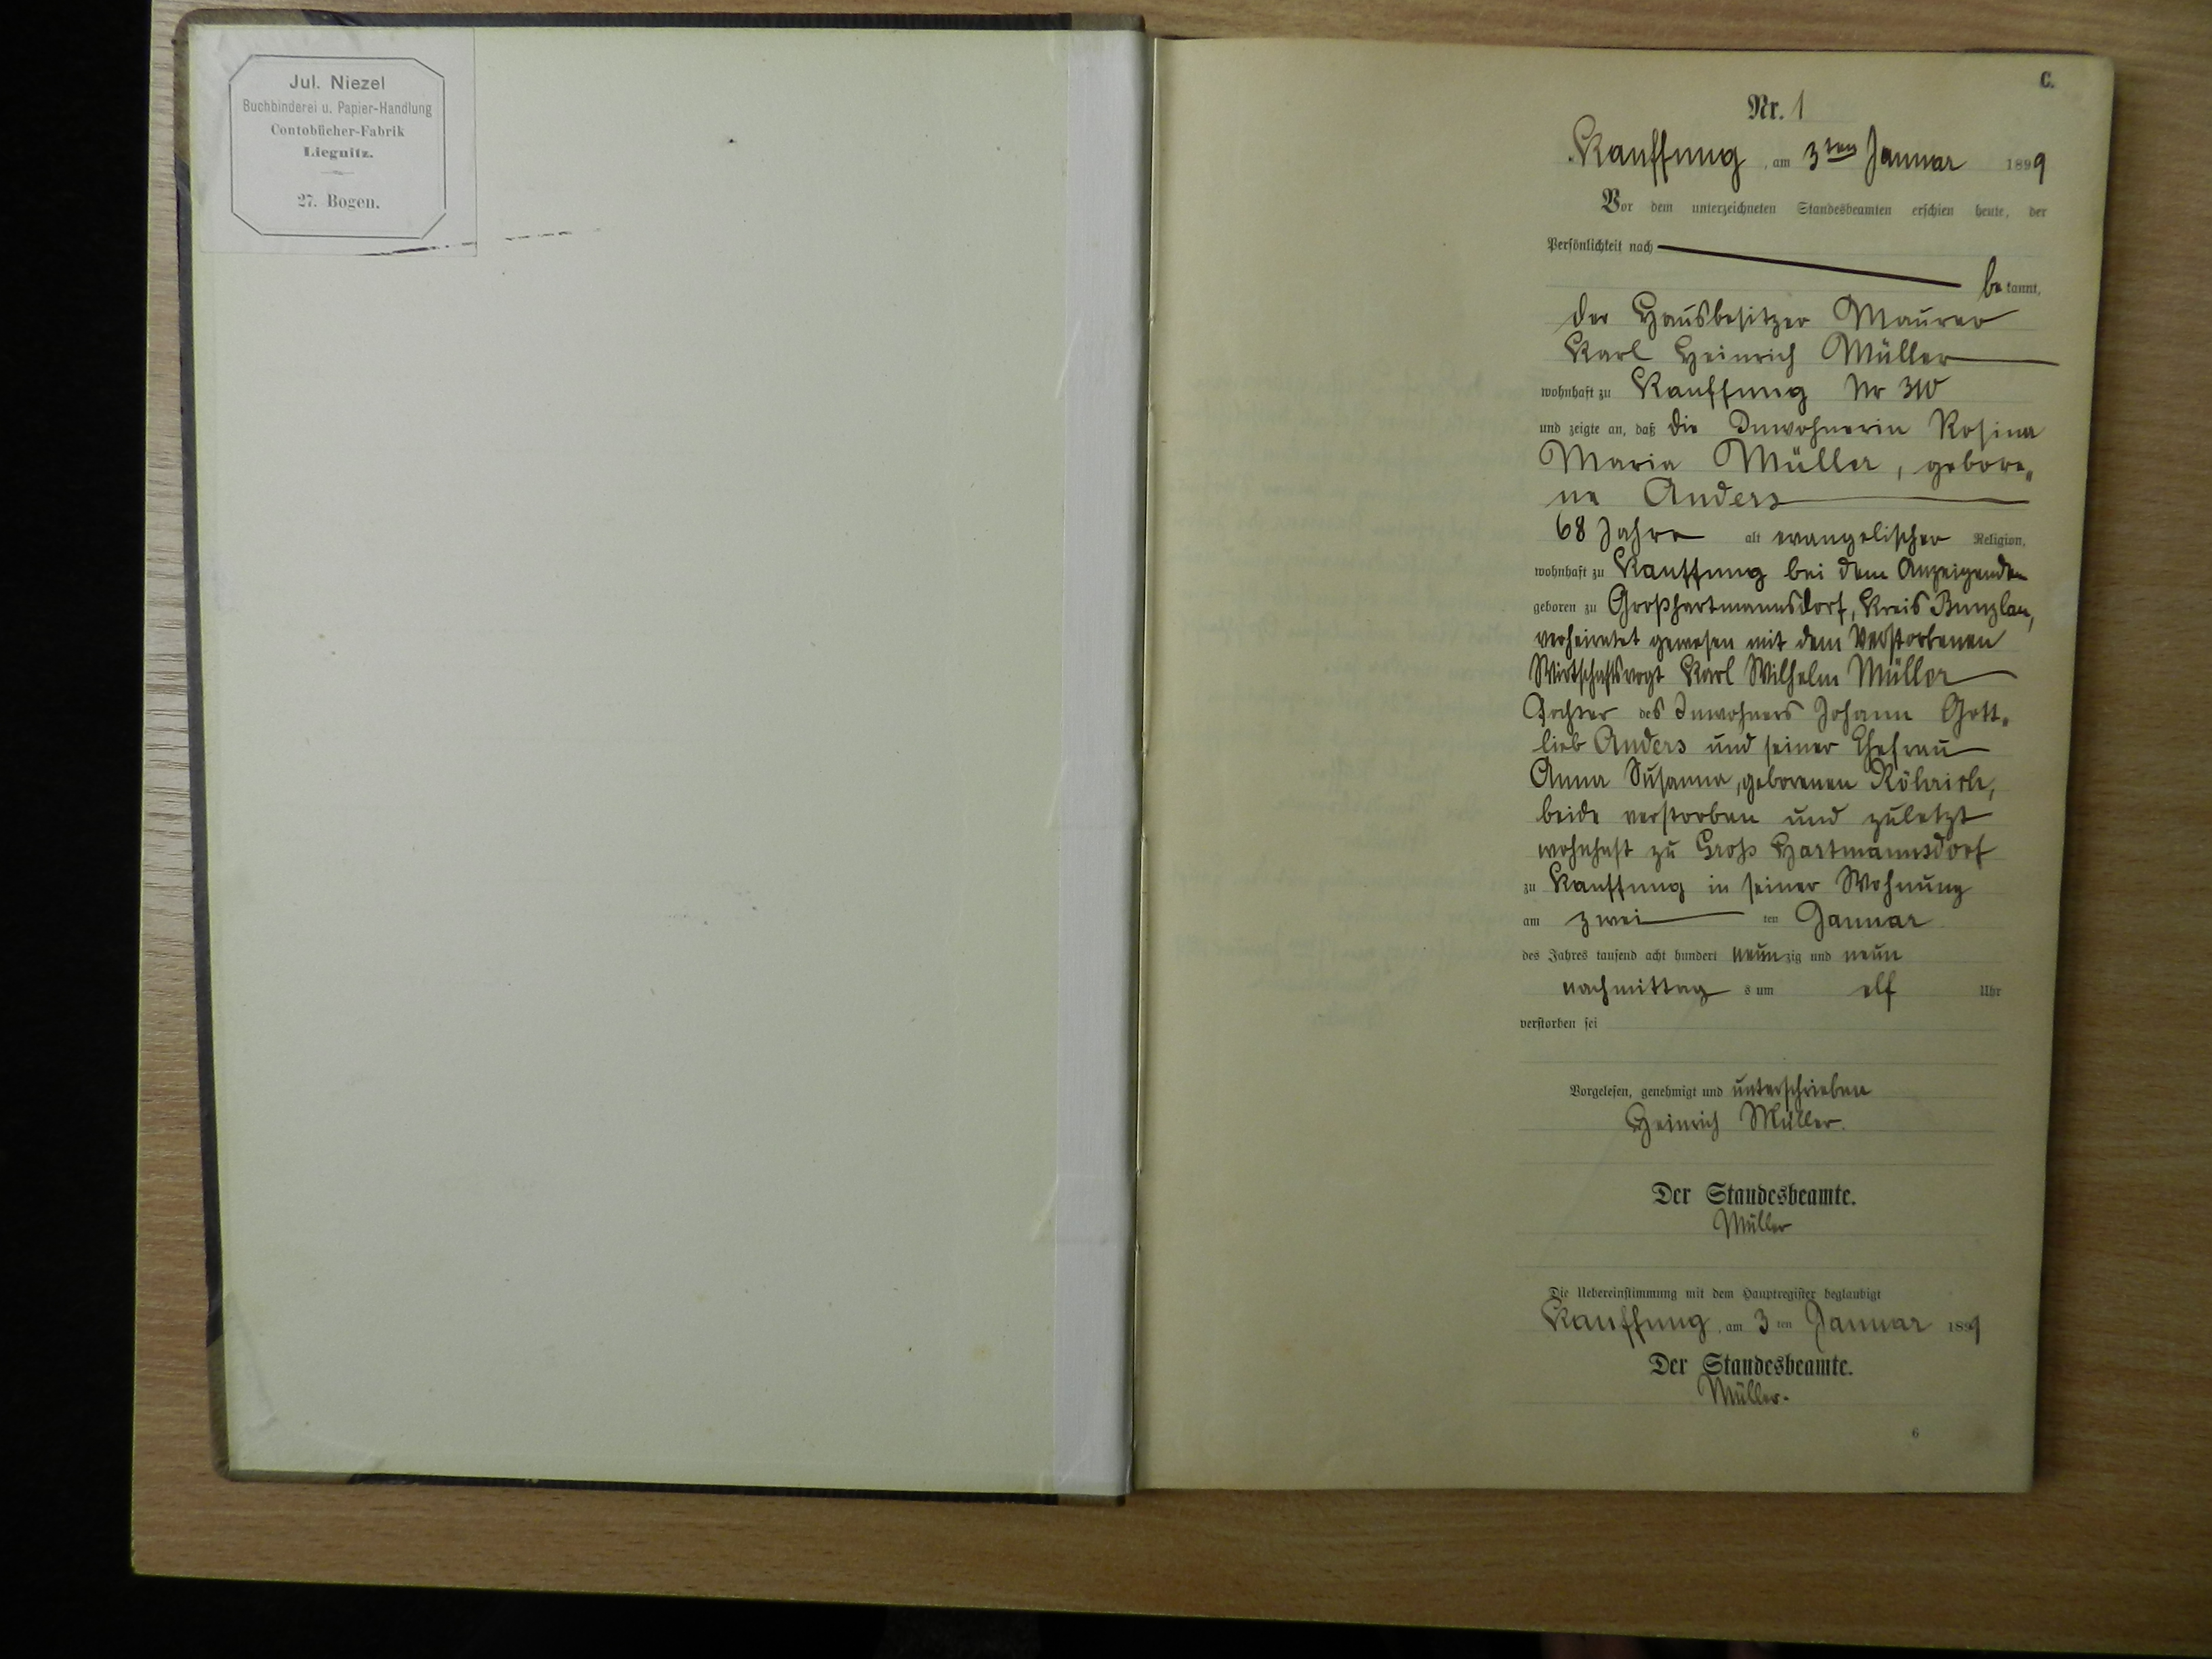 Jul. Niezel
Buchbinderei u. Papier-Handlung
Contobücher-Fabrik
Liegnitz.
27. Bogen.
C.
Nr. 1
Kauffung, am 3ten Januar 1899
Vor dem unterzeichneten Standesbeamten erschien heute, der
Persönlichkeit nach
bekannt,
der Hausbesitzer Maurer
Karl Heinrich Müller
wohnhaft zu Kauffung Nr 310
und zeigte an, daß die Inwohnerin Rosina
Maria Müller, gebore-
ne Anders
68 Jahre alt evangelischer Religion,
wohnhaft zu Kauffung bei dem Anzeigenden
geboren zu Großhartmannsdorf, Kreis Bunzlau,
verheiratet gewesen mit dem verstorbenen
Wirtschaftsvogt Karl Wilhelm Müller
Tochter des Inwohners Johann Gott-
lieb Anders und seiner Ehefrau
Anna Susanna, geborenen
beide verstorben und zuletzt
wohnhaft zu Groß Hartmannsdorf
zu Kauffung in seiner Wohnung
am zwei ten Januar
des Jahres tausend acht hundert neunzig und neun
nachmittag s um elf Uhr
verstorben sei
Vorgelesen, genehmigt und unterschrieben
Heinrich Müller.
Der Standesbeamte.
Müller
Die Uebereinstimmung mit dem Hauptregister beglaubigt
Kauffung, am 3 ten Januar 1899
Der Standesbeamte.
Müller.
6